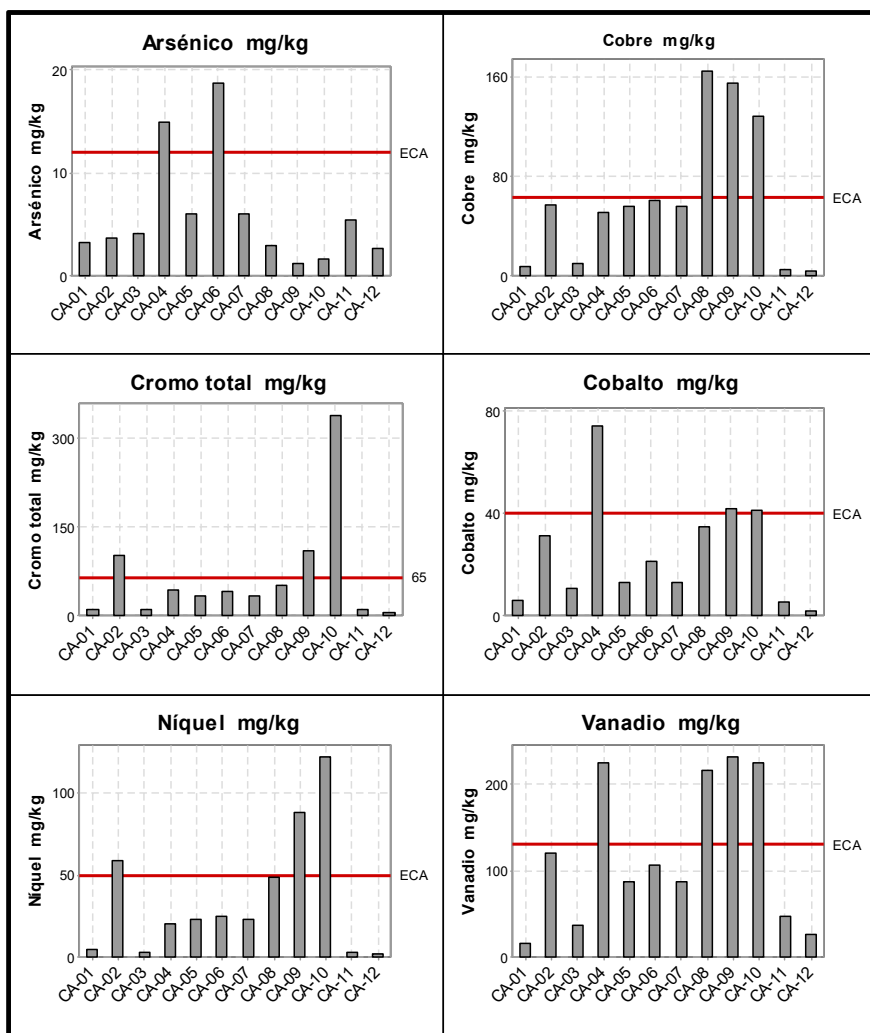 Arsénico mg/kg
Arsénico mg/kg
20
10
0
ECA
CA-01
CA-02
CA-03
CA-04
CA-05
CA-06
CA-07
CA-08
CA-09
CA-10
CA-11
CA-12
Cobre mg/kg
Cobre mg/kg
160
80
0
ECA
CA-01
CA-02
CA-03
CA-04
CA-05
CA-06
CA-07
CA-08
CA-09
CA-10
CA-11
CA-12
Cromo total mg/kg
Cromo total mg/kg
300
150
0
65
CA-01
CA-02
CA-03
CA-04
CA-05
CA-06
CA-07
CA-08
CA-09
CA-10
CA-11
CA-12
Cobalto mg/kg
Cobalto mg/kg
80
40
0
ECA
CA-01
CA-02
CA-03
CA-04
CA-05
CA-06
CA-07
CA-08
CA-09
CA-10
CA-11
CA-12
Níquel mg/kg
Níquel mg/kg
100
50
0
ECA
CA-01
CA-02
CA-03
CA-04
CA-05
CA-06
CA-07
CA-08
CA-09
CA-10
CA-11
CA-12
Vanadio mg/kg
Vanadio mg/kg
200
100
0
ECA
CA-01
CA-02
CA-03
CA-04
CA-05
CA-06
CA-07
CA-08
CA-09
CA-10
CA-11
CA-12